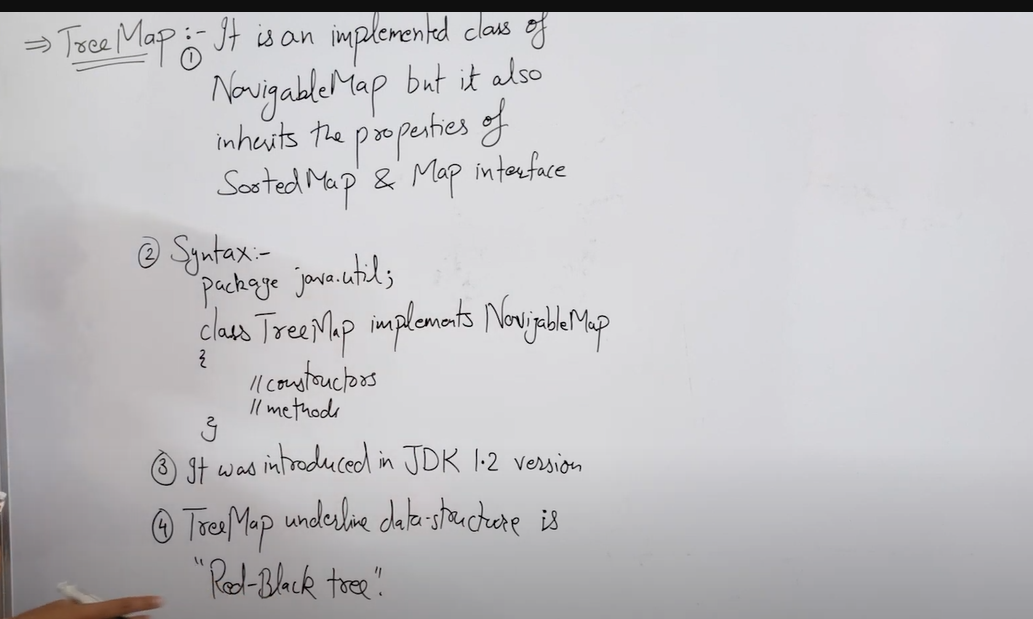 ⇒ TreeMap :- ① It is an implemented class of
NavigableMap but it also
inherits the properties of
SortedMap & Map interface
② Syntax:-
package java.util;
class TreeMap implements NavigableMap
{
//constructors
//methods
}
③ It was introduced in JDK 1.2 version
④ TreeMap underline data-structure is
"Red-Black tree".